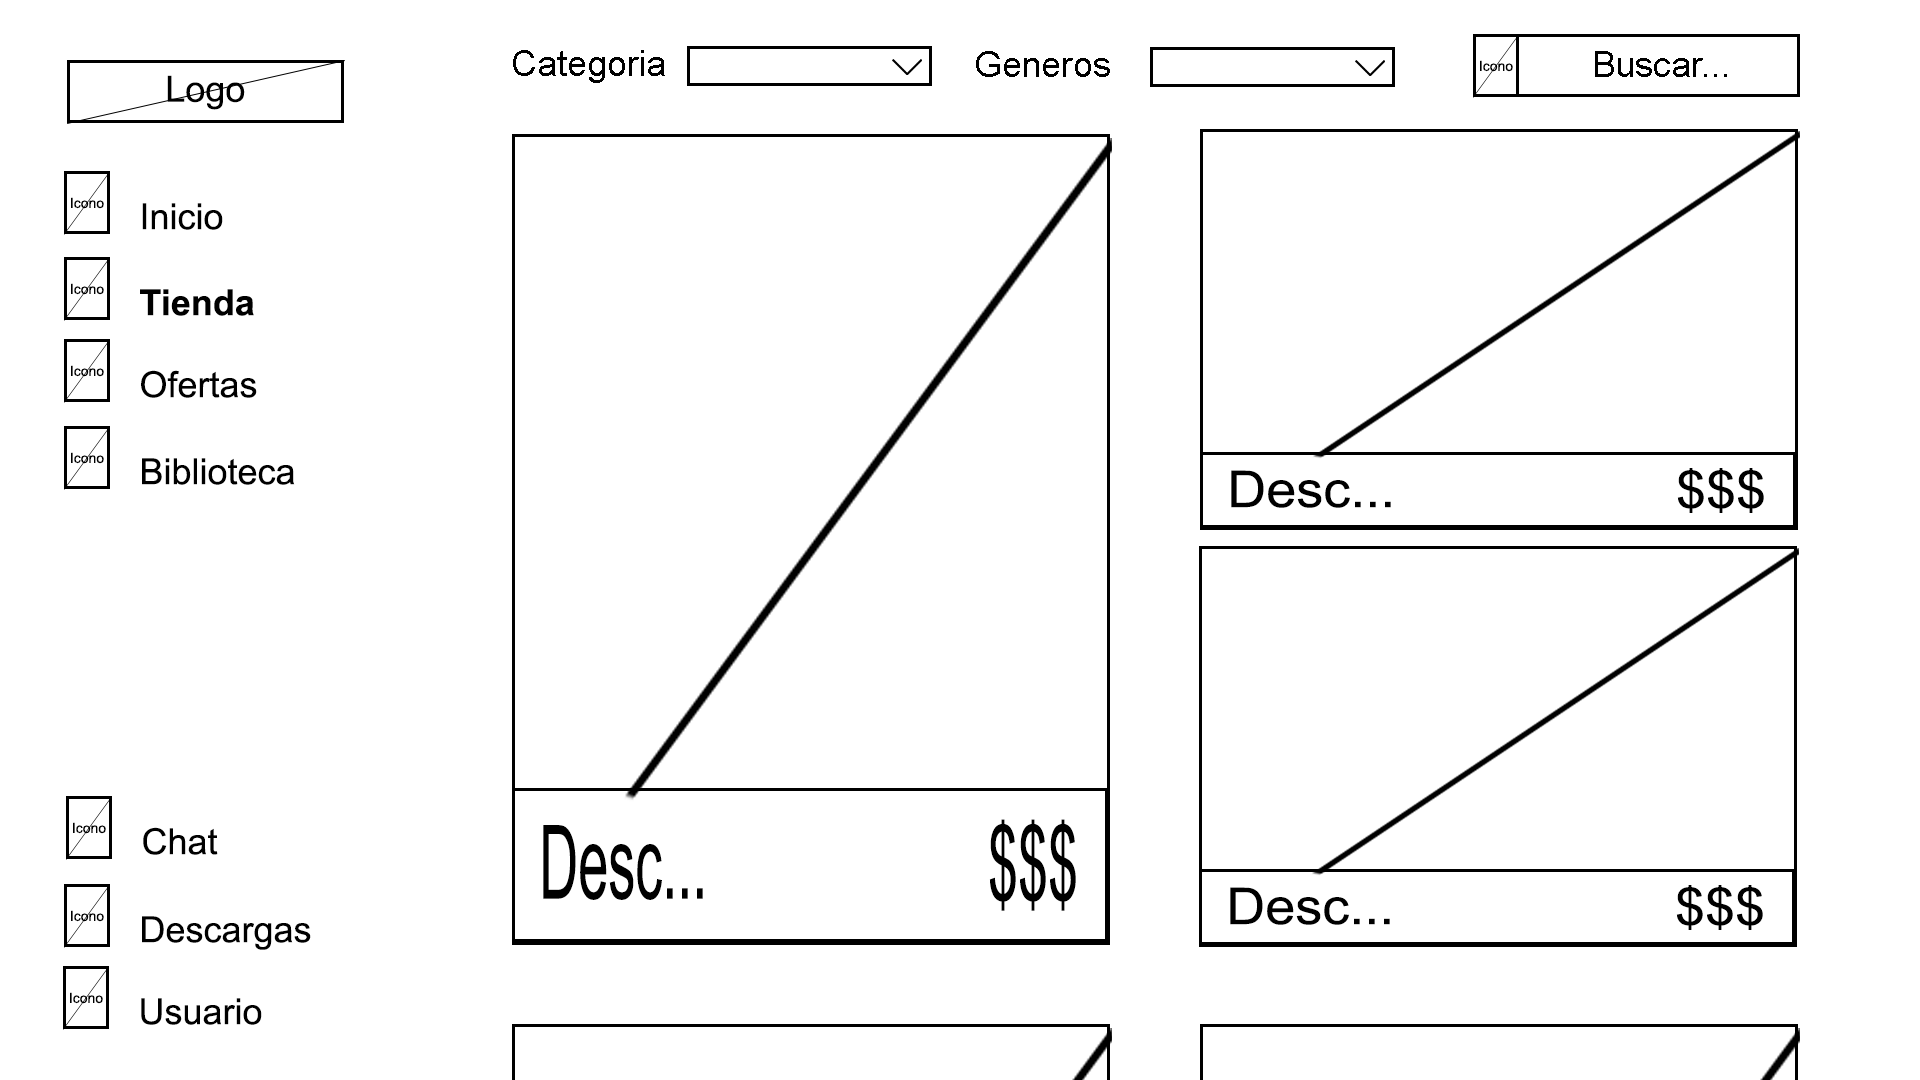 Logo
Categoria
Generos
Icono
Buscar...
Icono
Inicio
Icono
Tienda
Icono
Ofertas
Icono
Biblioteca
Icono
Chat
Icono
Descargas
Icono
Usuario
Desc... $$$
Desc... $$$
Desc... $$$